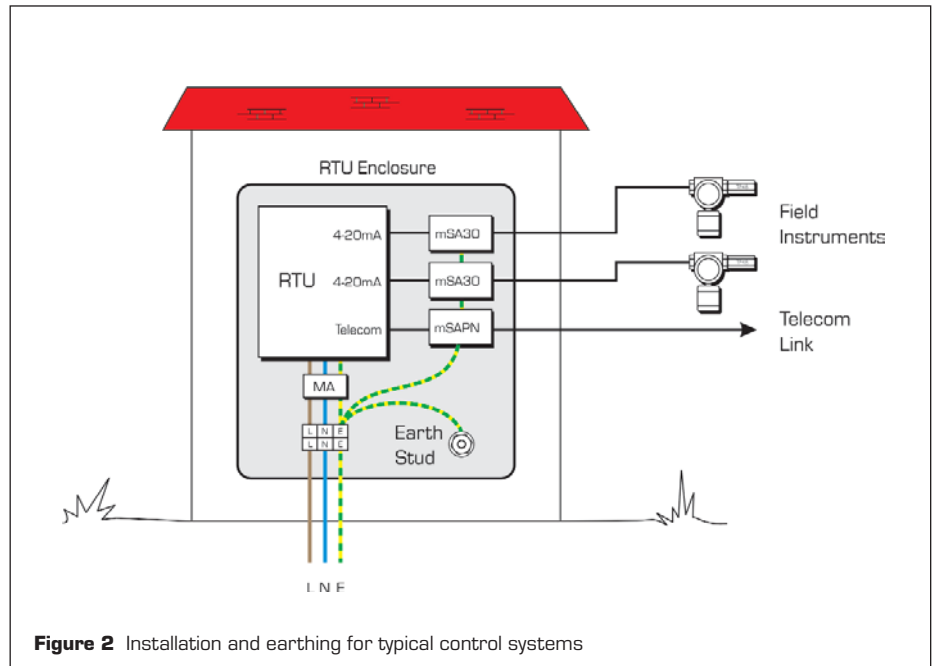 RTU Enclosure
4-20mA
mSA30
Field
Instruments
RTU
4-20mA
mSA30
Telecom
mSAPN
Telecom
Link
MA
L N E
L N E
Earth
Stud
L N E
Figure 2 Installation and earthing for typical control systems